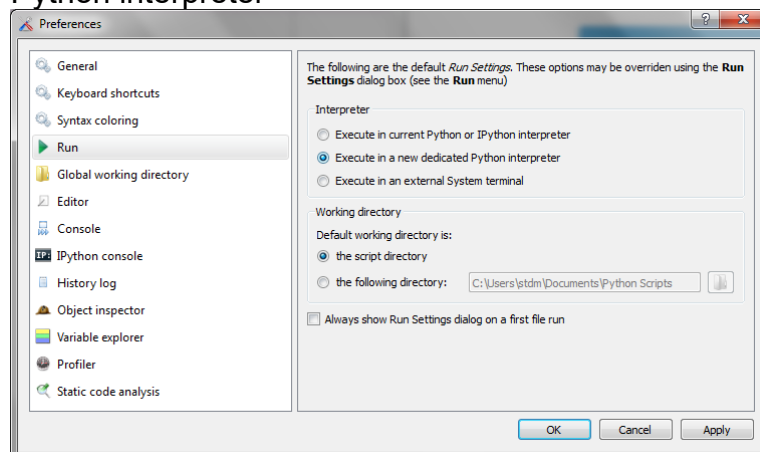 Python interpreter
Preferences
General
Keyboard shortcuts
Syntax coloring
Run
Global working directory
Editor
Console
IPython console
History log
Object inspector
Variable explorer
Profiler
Static code analysis
The following are the default Run Settings. These options may be overriden using the Run
Settings dialog box (see the Run menu)
Interpreter
Execute in current Python or IPython interpreter
Execute in a new dedicated Python interpreter
Execute in an external System terminal
Working directory
Default working directory is:
the script directory
the following directory: C:\Users\stdm\Documents\Python Scripts
Always show Run Settings dialog on a first file run
OK Cancel Apply